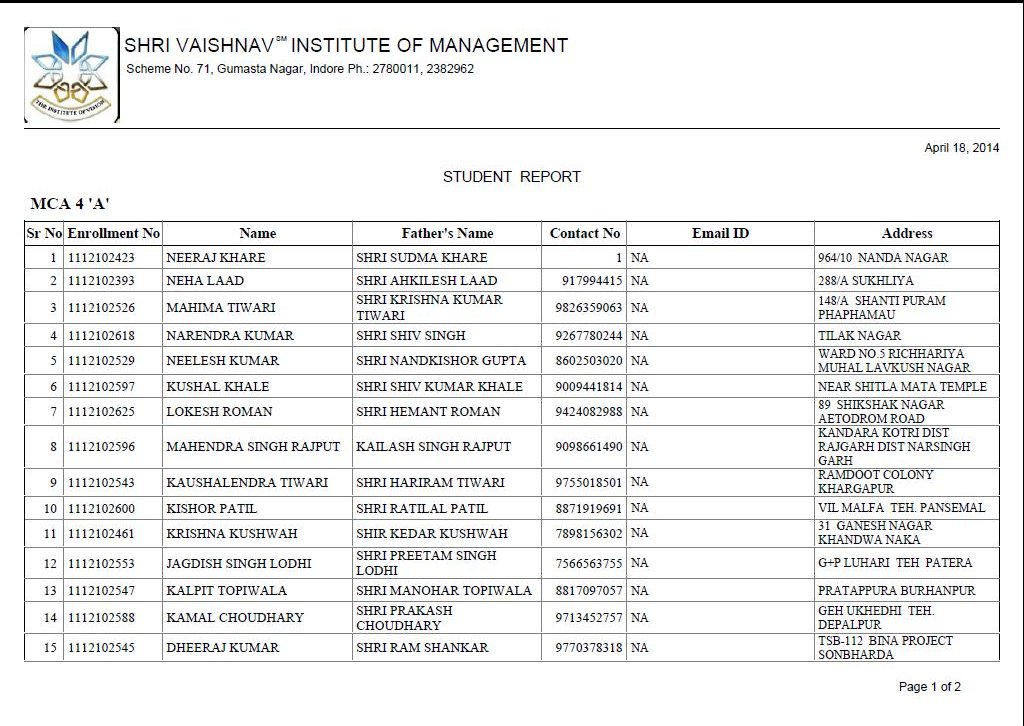 SHRI VAISHNAV℠ INSTITUTE OF MANAGEMENT
Scheme No. 71, Gumasta Nagar, Indore Ph.: 2780011, 2382962
THE INSTITUTE OF VISION
April 18, 2014
STUDENT REPORT
MCA 4 'A'
Sr No Enrollment No Name Father's Name Contact No Email ID Address
1 1112102423 NEERAJ KHARE SHRI SUDMA KHARE 1 NA 964/10 NANDA NAGAR
2 1112102393 NEHA LAAD SHRI AHKILESH LAAD 917994415 NA 288/A SUKHLIYA
3 1112102526 MAHIMA TIWARI SHRI KRISHNA KUMAR TIWARI 9826359063 NA 148/A SHANTI PURAM PHAPHAMAU
4 1112102618 NARENDRA KUMAR SHRI SHIV SINGH 9267780244 NA TILAK NAGAR
5 1112102529 NEELESH KUMAR SHRI NANDKISHOR GUPTA 8602503020 NA WARD NO.5 RICHHARIYA MUHAL LAVKUSH NAGAR
6 1112102597 KUSHAL KHALE SHRI SHIV KUMAR KHALE 9009441814 NA NEAR SHITLA MATA TEMPLE
7 1112102625 LOKESH ROMAN SHRI HEMANT ROMAN 9424082988 NA 89 SHIKSHAK NAGAR AETODROM ROAD
8 1112102596 MAHENDRA SINGH RAJPUT KAILASH SINGH RAJPUT 9098661490 NA KANDARA KOTRI DIST RAJGARH DIST NARSINGH GARH
9 1112102543 KAUSHALENDRA TIWARI SHRI HARIRAM TIWARI 9755018501 NA RAMDOOT COLONY KHARGAPUR
10 1112102600 KISHOR PATIL SHRI RATILAL PATIL 8871919691 NA VIL MALFA TEH. PANSEMAL
11 1112102461 KRISHNA KUSHWAH SHIR KEDAR KUSHWAH 7898156302 NA 31 GANESH NAGAR KHANDWA NAKA
12 1112102553 JAGDISH SINGH LODHI SHRI PREETAM SINGH LODHI 7566563755 NA G+P LUHARI TEH PATERA
13 1112102547 KALPIT TOPIWALA SHRI MANOHAR TOPIWALA 8817097057 NA PRATAPPURA BURHANPUR
14 1112102588 KAMAL CHOUDHARY SHRI PRAKASH CHOUDHARY 9713452757 NA GEH UKHEDHI TEH. DEPALPUR
15 1112102545 DHEERAJ KUMAR SHRI RAM SHANKAR 9770378318 NA TSB-112 BINA PROJECT SONBHARDA
Page 1 of 2